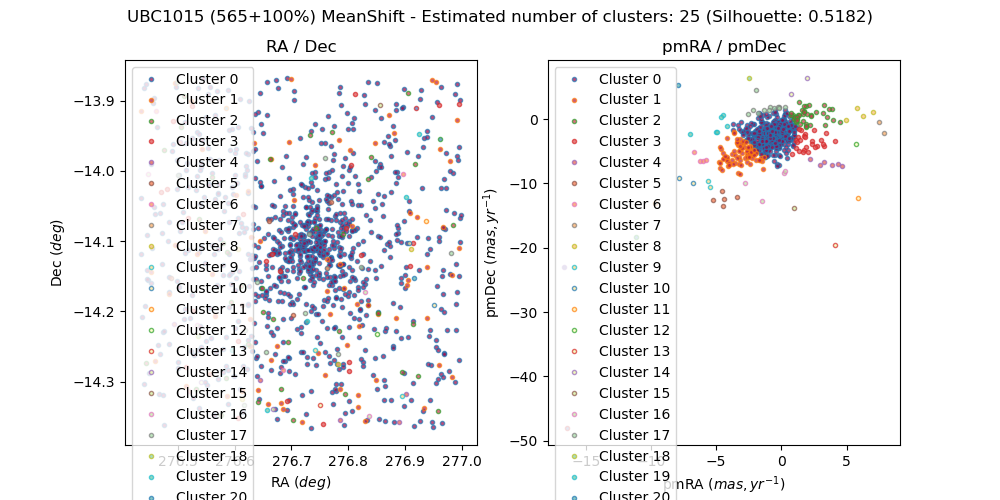 UBC1015 (565+100%) MeanShift - Estimated number of clusters: 25 (Silhouette: 0.5182)
RA / Dec
Dec (deg)
−13.9
−14.0
−14.1
−14.2
−14.3
Cluster 0
Cluster 1
Cluster 2
Cluster 3
Cluster 4
Cluster 5
Cluster 6
Cluster 7
Cluster 8
Cluster 9
Cluster 10
Cluster 11
Cluster 12
Cluster 13
Cluster 14
Cluster 15
Cluster 16
Cluster 17
Cluster 18
Cluster 19
Cluster 20
276.5 276.6 276.7 276.8 276.9 277.0
RA (deg)
pmRA / pmDec
pmDec (mas, yr⁻¹)
0
−10
−20
−30
−40
−50
Cluster 0
Cluster 1
Cluster 2
Cluster 3
Cluster 4
Cluster 5
Cluster 6
Cluster 7
Cluster 8
Cluster 9
Cluster 10
Cluster 11
Cluster 12
Cluster 13
Cluster 14
Cluster 15
Cluster 16
Cluster 17
Cluster 18
Cluster 19
Cluster 20
−15 −10 −5 0 5
pmRA (mas, yr⁻¹)